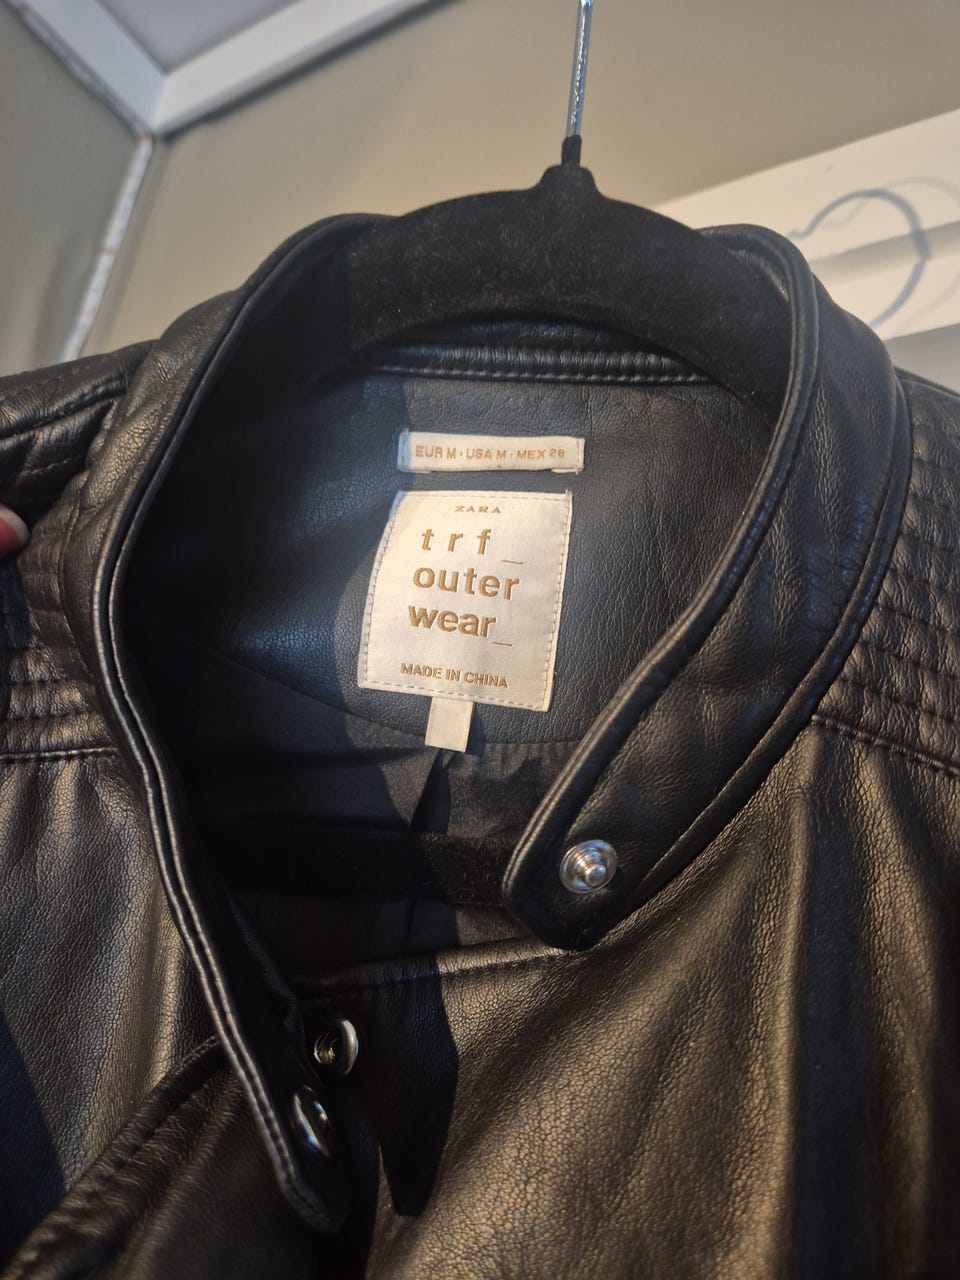 EUR M • USA M • MEX 28
ZARA
trf_
outer
wear_
MADE IN CHINA